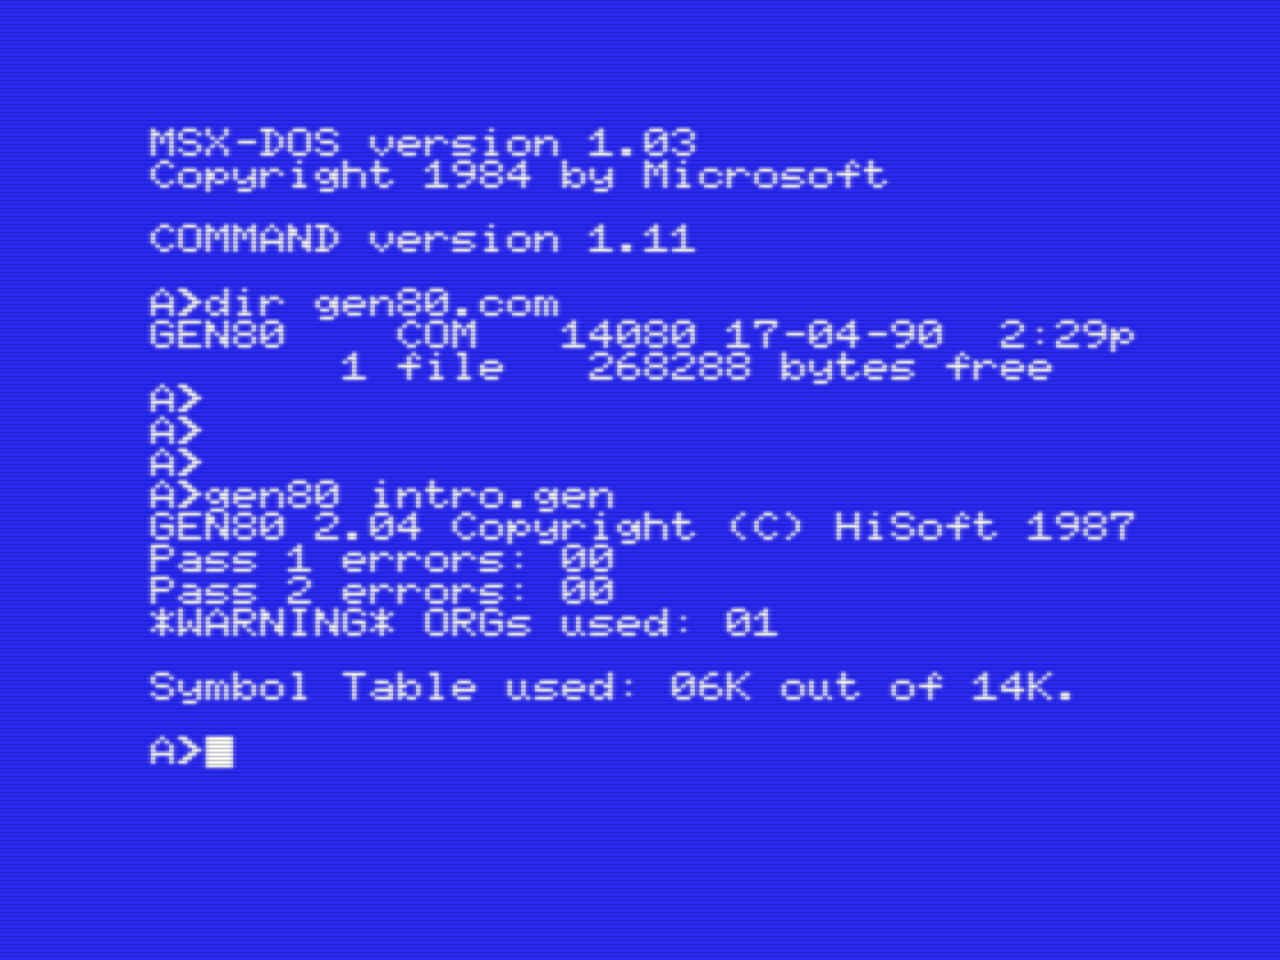 MSX-DOS version 1.03
Copyright 1984 by Microsoft
COMMAND version 1.11
A>dir gen80.com
GEN80    COM   14080 17-04-90  2:29p
       1 file   268288 bytes free
A>
A>
A>
A>gen80 intro.gen
GEN80 2.04 Copyright (C) HiSoft 1987
Pass 1 errors: 00
Pass 2 errors: 00
*WARNING* ORGs used: 01
Symbol Table used: 06K out of 14K.
A>